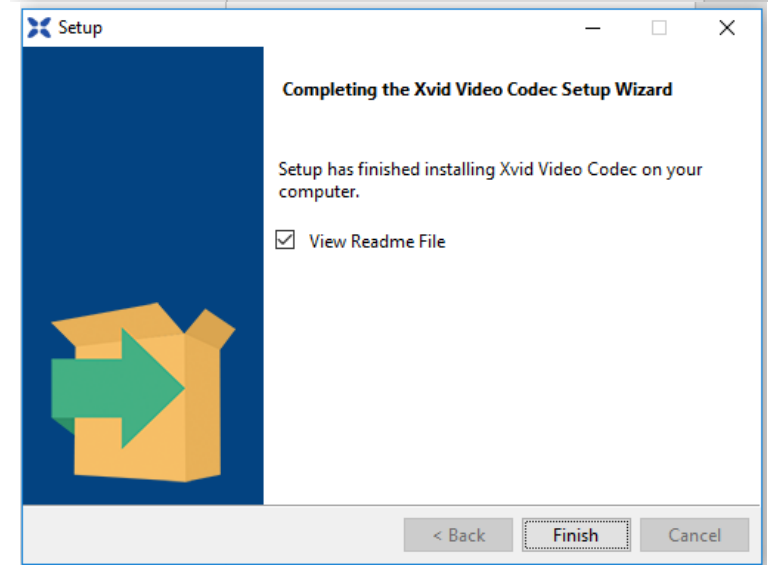 Setup
Completing the Xvid Video Codec Setup Wizard
Setup has finished installing Xvid Video Codec on your
computer.
View Readme File
< Back
Finish
Cancel